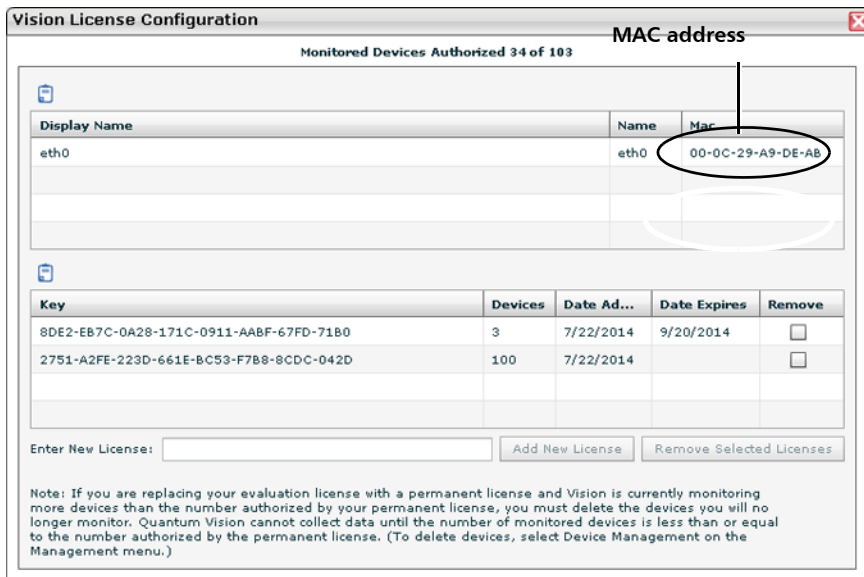 Vision License Configuration
MAC address
Monitored Devices Authorized 34 of 103
Display Name Name Mac
eth0 eth0 00-0C-29-A9-DE-AB
Key Devices Date Ad... Date Expires Remove
8DE2-EB7C-0A28-171C-0911-AABF-67FD-71B0 3 7/22/2014 9/20/2014
2751-A2FE-223D-661E-BC53-F7B8-8CDC-042D 100 7/22/2014
Enter New License: Add New License Remove Selected Licenses
Note: If you are replacing your evaluation license with a permanent license and Vision is currently monitoring
more devices than the number authorized by your permanent license, you must delete the devices you will no
longer monitor. Quantum Vision cannot collect data until the number of monitored devices is less than or equal
to the number authorized by the permanent license. (To delete devices, select Device Management on the
Management menu.)